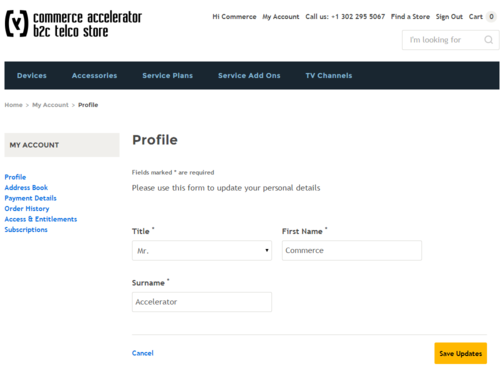 commerce accelerator
b2c telco store
Hi Commerce My Account Call us: +1 302 295 5067 Find a Store Sign Out Cart 0
I'm looking for
Devices Accessories Service Plans Service Add Ons TV Channels
Home > My Account > Profile
MY ACCOUNT
Profile
Address Book
Payment Details
Order History
Access & Entitlements
Subscriptions
Profile
Fields marked * are required
Please use this form to update your personal details
Title * First Name *
Mr. Commerce
Surname *
Accelerator
Cancel Save Updates